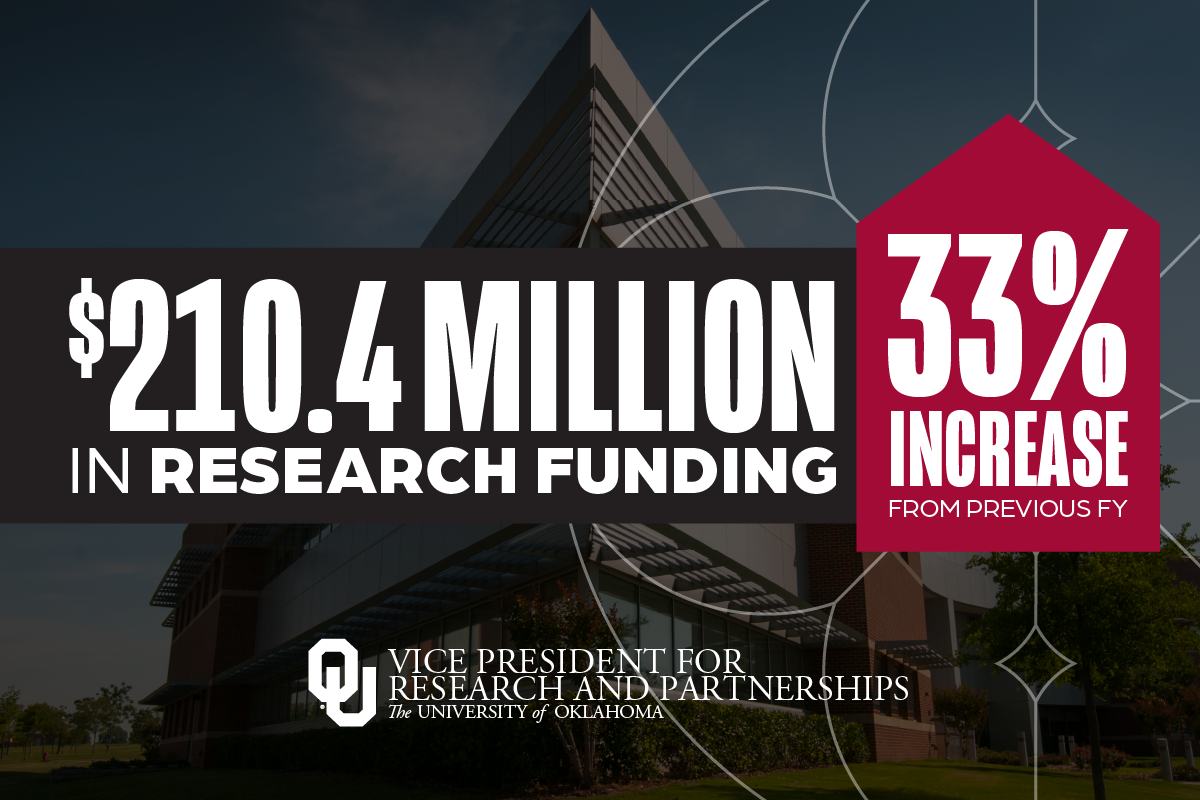 $210.4 MILLION
IN RESEARCH FUNDING
33%
INCREASE
FROM PREVIOUS FY
OU
VICE PRESIDENT FOR
RESEARCH AND PARTNERSHIPS
The UNIVERSITY of OKLAHOMA